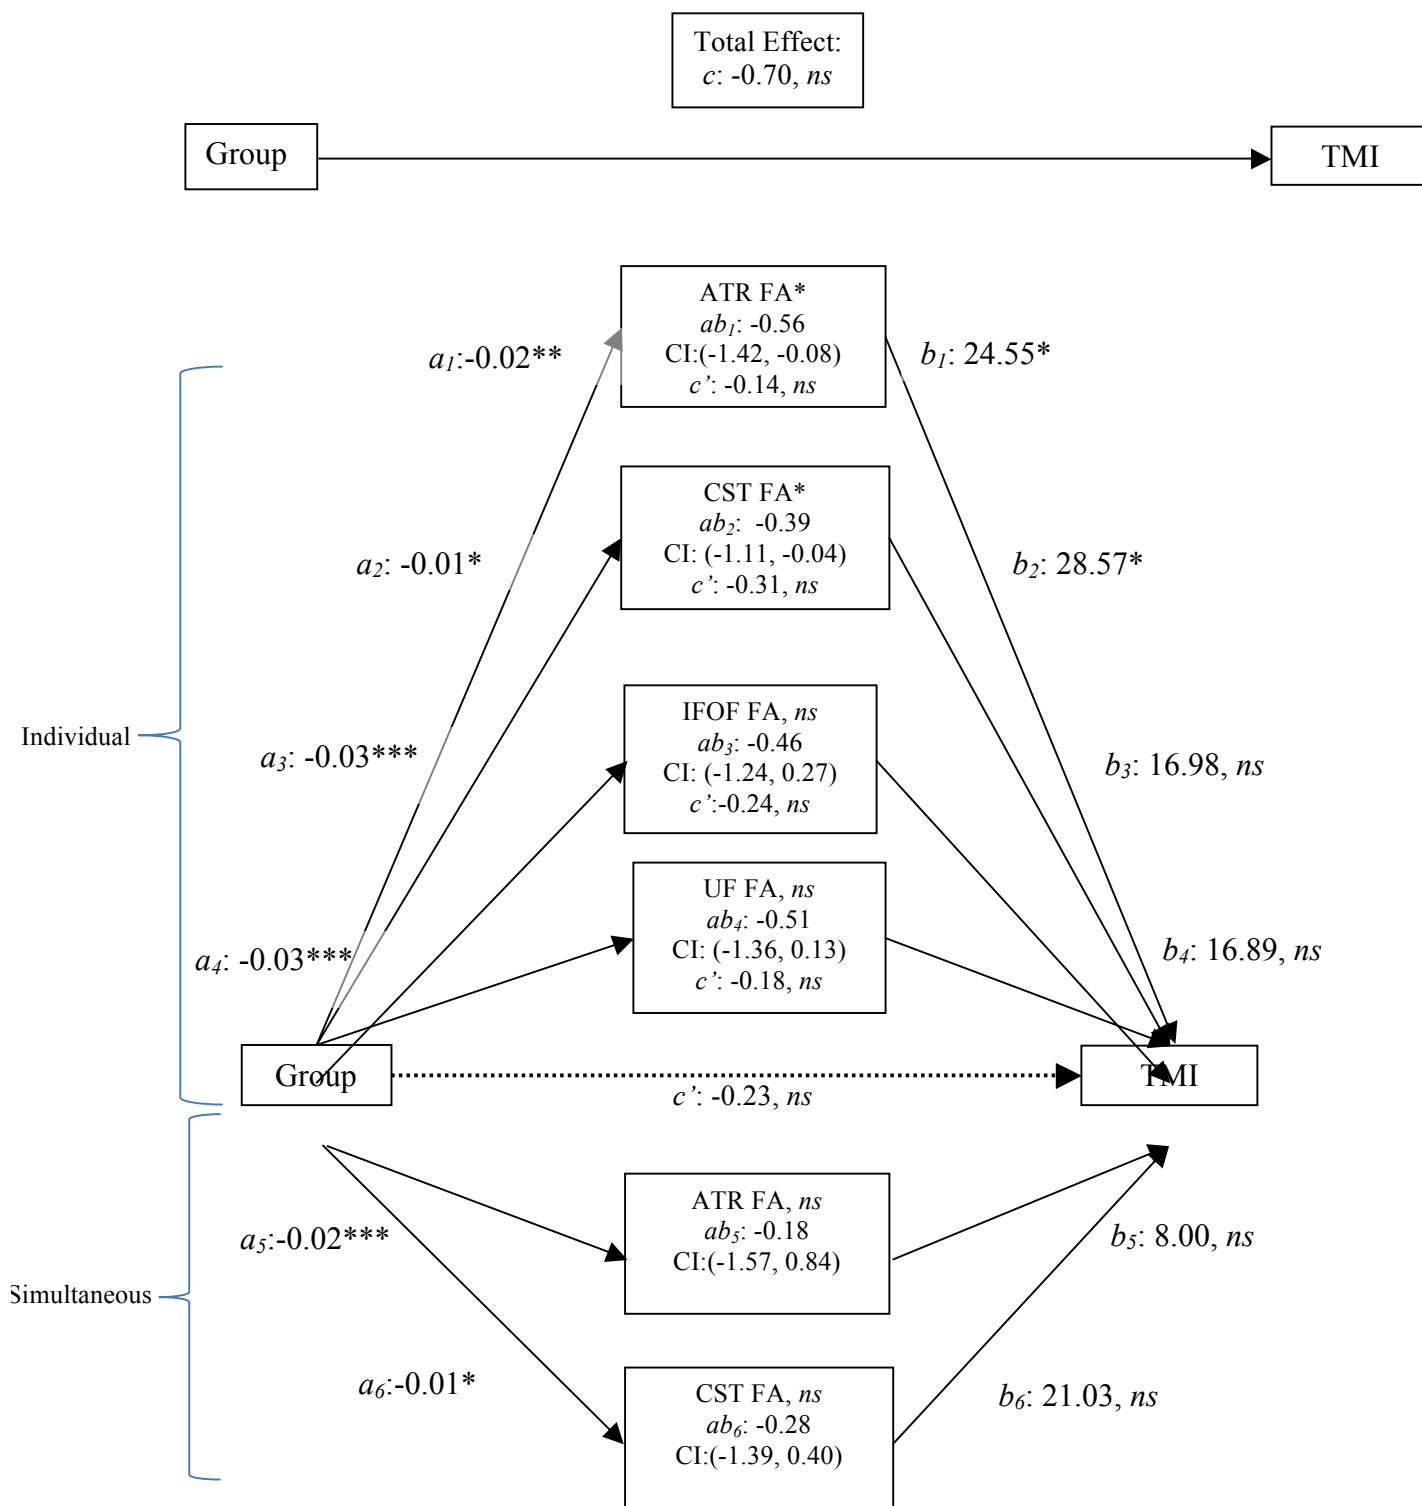 Total Effect:
c: -0.70, ns
Group
TMI
ATR FA*
ab1: -0.56
CI:(-1.42, -0.08)
c’: -0.14, ns
a1:-0.02**
b1: 24.55*
CST FA*
ab2: -0.39
CI: (-1.11, -0.04)
c’: -0.31, ns
a2: -0.01*
b2: 28.57*
Individual
IFOF FA, ns
ab3: -0.46
CI: (-1.24, 0.27)
c’:-0.24, ns
a3: -0.03***
b3: 16.98, ns
UF FA, ns
ab4: -0.51
CI: (-1.36, 0.13)
c’: -0.18, ns
a4: -0.03***
b4: 16.89, ns
Group
TMI
c’: -0.23, ns
Simultaneous
ATR FA, ns
ab5: -0.18
CI:(-1.57, 0.84)
a5:-0.02***
b5: 8.00, ns
a6:-0.01*
CST FA, ns
ab6: -0.28
CI:(-1.39, 0.40)
b6: 21.03, ns